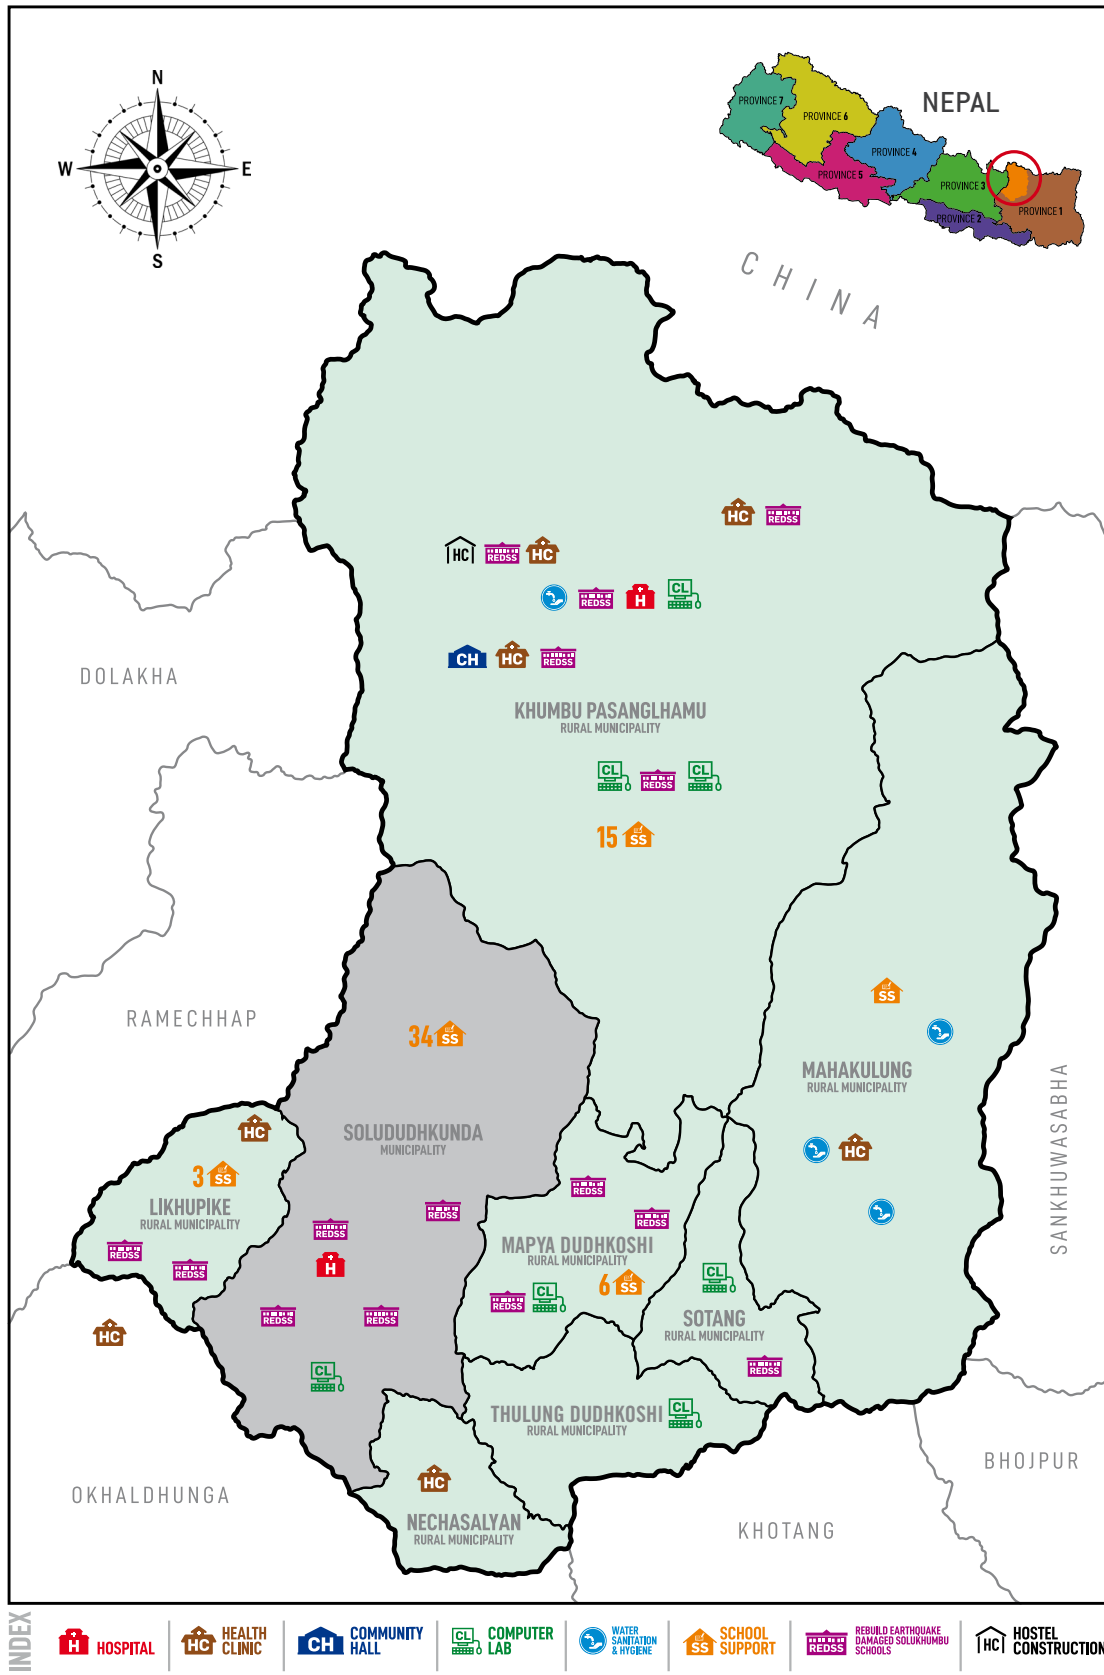 N
W
E
S
NEPAL
PROVINCE 7
PROVINCE 6
PROVINCE 4
PROVINCE 5
PROVINCE 3
PROVINCE 2
PROVINCE 1
CHINA
HC
REDSS
HC
REDSS
HC
REDSS
H
CL
CH
HC
REDSS
DOLAKHA
KHUMBU PASANGLHAMU
RURAL MUNICIPALITY
CL
REDSS
CL
15 SS
SS
RAMECHHAP
34 SS
MAHAKULUNG
RURAL MUNICIPALITY
SANKHUWASABHA
HC
SOLUDUDHKUNDA
MUNICIPALITY
HC
3 SS
LIKHUPIKE
RURAL MUNICIPALITY
REDSS
REDSS
REDSS
REDSS
H
REDSS
REDSS
CL
REDSS
REDSS
MAPYA DUDHKOSHI
RURAL MUNICIPALITY
6 SS
REDSS
CL
CL
SOTANG
RURAL MUNICIPALITY
REDSS
HC
THULUNG DUDHKOSHI
RURAL MUNICIPALITY
CL
HC
NECHASALYAN
RURAL MUNICIPALITY
OKHALDHUNGA
KHOTANG
BHOJPUR
INDEX
H
HOSPITAL
HC
HEALTH
CLINIC
CH
COMMUNITY
HALL
CL
COMPUTER
LAB
WATER
SANITATION
& HYGIENE
SS
SCHOOL
SUPPORT
REDSS
REBUILD EARTHQUAKE
DAMAGED SOLUKHUMBU
SCHOOLS
HC
HOSTEL
CONSTRUCTION